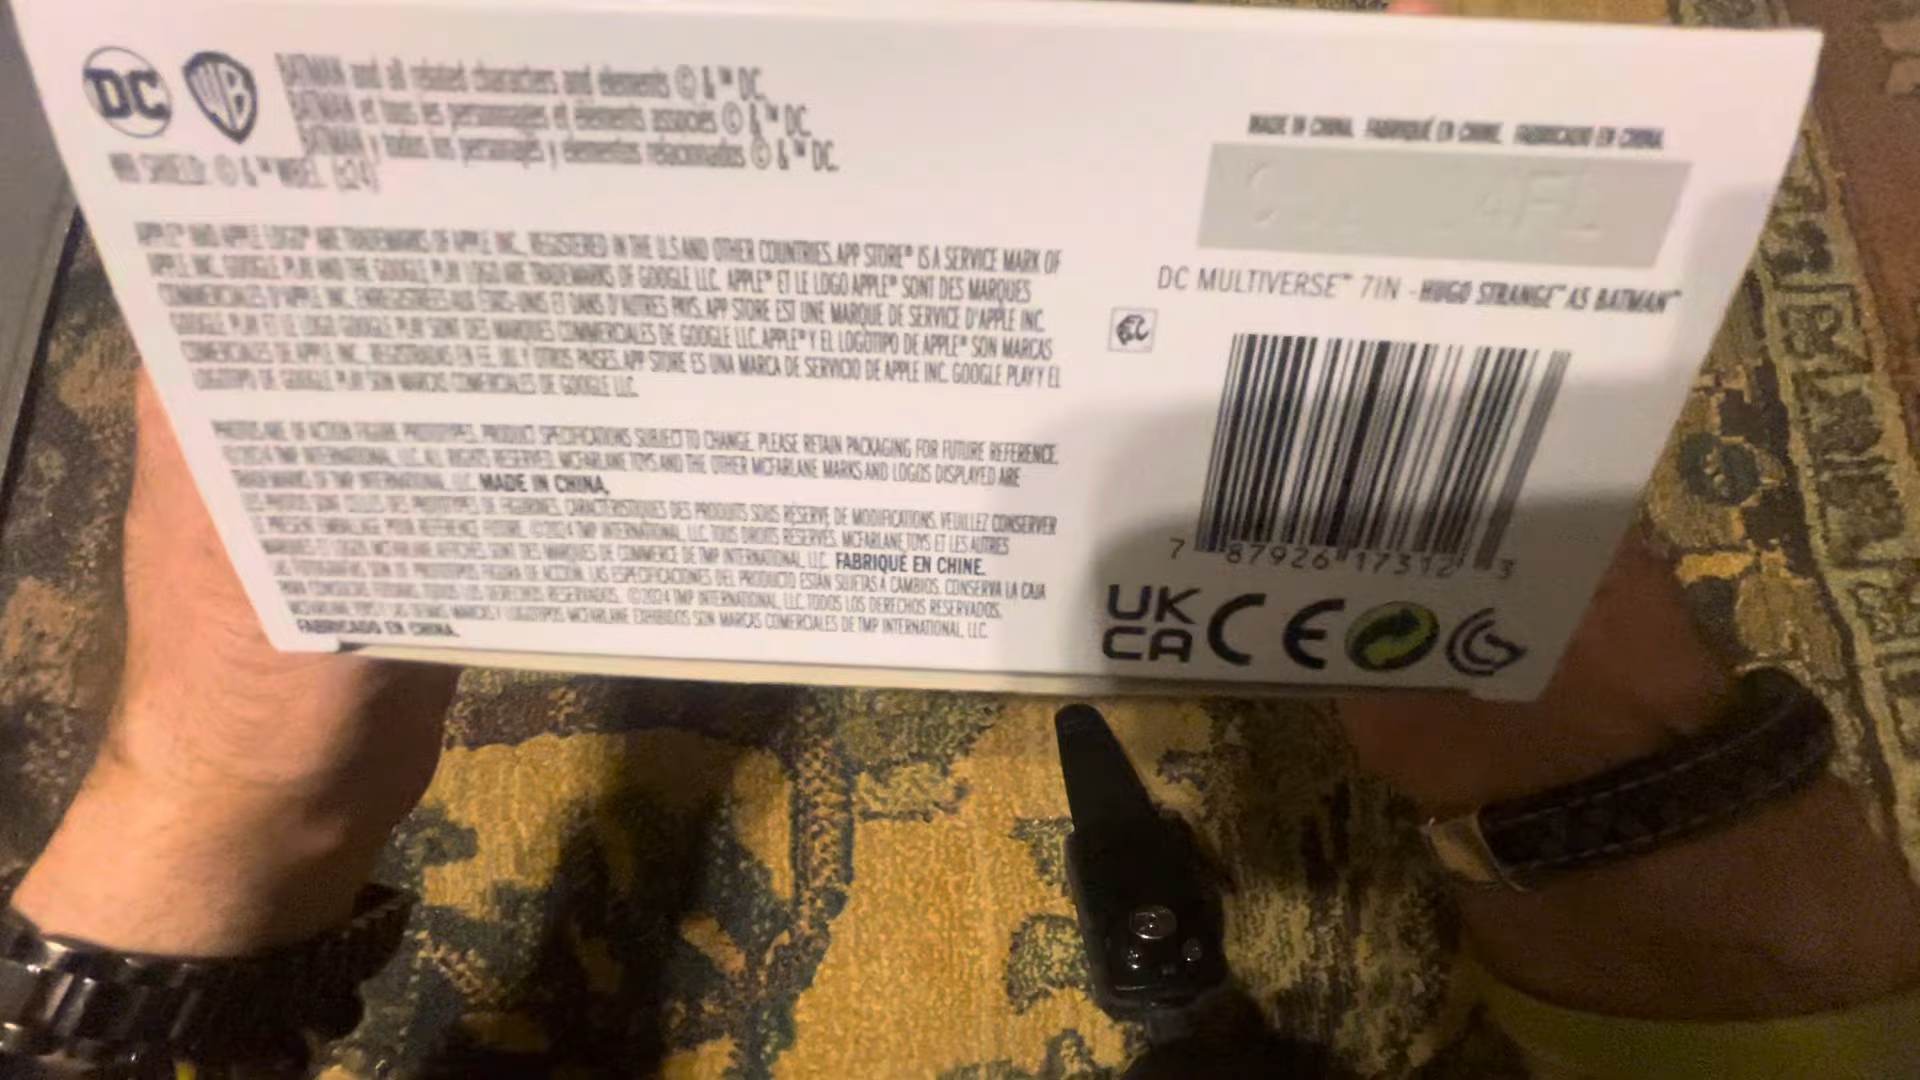 DC
WB
BATMAN and all related characters and elements © & ™ DC.
BATMAN et tous les personnages et éléments associés © & ™ DC.
BATMAN y todos los personajes y elementos relacionados © & ™ DC.
WB SHIELD: © & ™ WBEI. (s24)
APPLE® AND APPLE LOGO® ARE TRADEMARKS OF APPLE INC., REGISTERED IN THE U.S AND OTHER COUNTRIES. APP STORE® IS A SERVICE MARK OF
APPLE INC. GOOGLE PLAY AND THE GOOGLE PLAY LOGO ARE TRADEMARKS OF GOOGLE LLC. APPLE® ET LE LOGO APPLE® SONT DES MARQUES
COMMERCIALES D'APPLE INC. ENREGISTRÉES AUX ÉTATS-UNIS ET DANS D'AUTRES PAYS. APP STORE EST UNE MARQUE DE SERVICE D'APPLE INC.
GOOGLE PLAY ET LE LOGO GOOGLE PLAY SONT DES MARQUES COMMERCIALES DE GOOGLE LLC. APPLE® Y EL LOGOTIPO DE APPLE® SON MARCAS
COMERCIALES DE APPLE INC. REGISTRADAS EN EE. UU. Y OTROS PAISES. APP STORE ES UNA MARCA DE SERVICIO DE APPLE INC. GOOGLE PLAY Y EL
LOGOTIPO DE GOOGLE PLAY SON MARCAS COMERCIALES DE GOOGLE LLC.
PHOTOS ARE OF ACTION FIGURE PROTOTYPES. PRODUCT SPECIFICATIONS SUBJECT TO CHANGE. PLEASE RETAIN PACKAGING FOR FUTURE REFERENCE.
©2024 TMP INTERNATIONAL, LLC. ALL RIGHTS RESERVED. MCFARLANE TOYS AND THE OTHER MCFARLANE MARKS AND LOGOS DISPLAYED ARE
TRADEMARKS OF TMP INTERNATIONAL, LLC. MADE IN CHINA.
LES PHOTOS SONT CELLES DES PROTOTYPES DE FIGURINES. CARACTÉRISTIQUES DES PRODUITS SOUS RÉSERVE DE MODIFICATIONS. VEUILLEZ CONSERVER
LE PRÉSENT EMBALLAGE POUR RÉFÉRENCE FUTURE. ©2024 TMP INTERNATIONAL, LLC. TOUS DROITS RÉSERVÉS. MCFARLANE TOYS ET LES AUTRES
MARQUES ET LOGOS MCFARLANE AFFICHÉS SONT DES MARQUES DE COMMERCE DE TMP INTERNATIONAL, LLC. FABRIQUÉ EN CHINE.
LAS FOTOGRAFÍAS SON DE PROTOTIPOS FIGURA DE ACCIÓN. LAS ESPECIFICACIONES DEL PRODUCTO ESTÁN SUJETAS A CAMBIOS. CONSERVA LA CAJA
PARA CONSULTAS FUTURAS. TODOS LOS DERECHOS RESERVADOS. ©2024 TMP INTERNATIONAL, LLC. TODOS LOS DERECHOS RESERVADOS.
MCFARLANE TOYS Y LAS DEMÁS MARCAS Y LOGOTIPOS MCFARLANE EXHIBIDOS SON MARCAS COMERCIALES DE TMP INTERNATIONAL, LLC.
FABRICADO EN CHINA.
MADE IN CHINA. FABRIQUÉ EN CHINE. FABRICADO EN CHINA.
DC MULTIVERSE™ 7IN - HUGO STRANGE™ AS BATMAN™
7 87926 17312 3
UK
CA CE